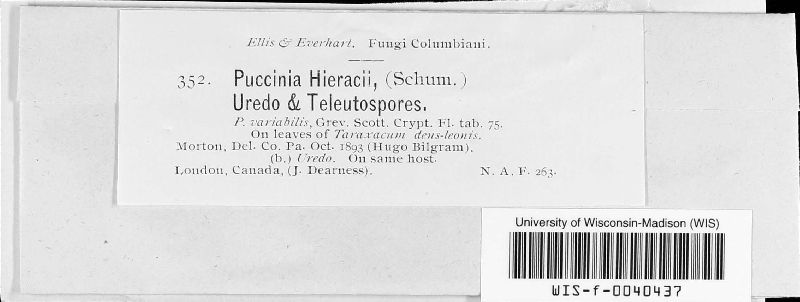 Ellis & Everhart. Fungi Columbiani.
352. Puccinia Hieracii, (Schum.)
Uredo & Teleutospores.
P. variabilis, Grev. Scott. Crypt. Fl. tab. 75.
On leaves of Taraxacum dens-leonis.
Morton, Del. Co. Pa. Oct. 1893 (Hugo Bilgram).
(b.) Uredo. On same host.
London, Canada, (J. Dearness). N. A. F. 263.
University of Wisconsin-Madison (WIS)
WIS-f-0040437